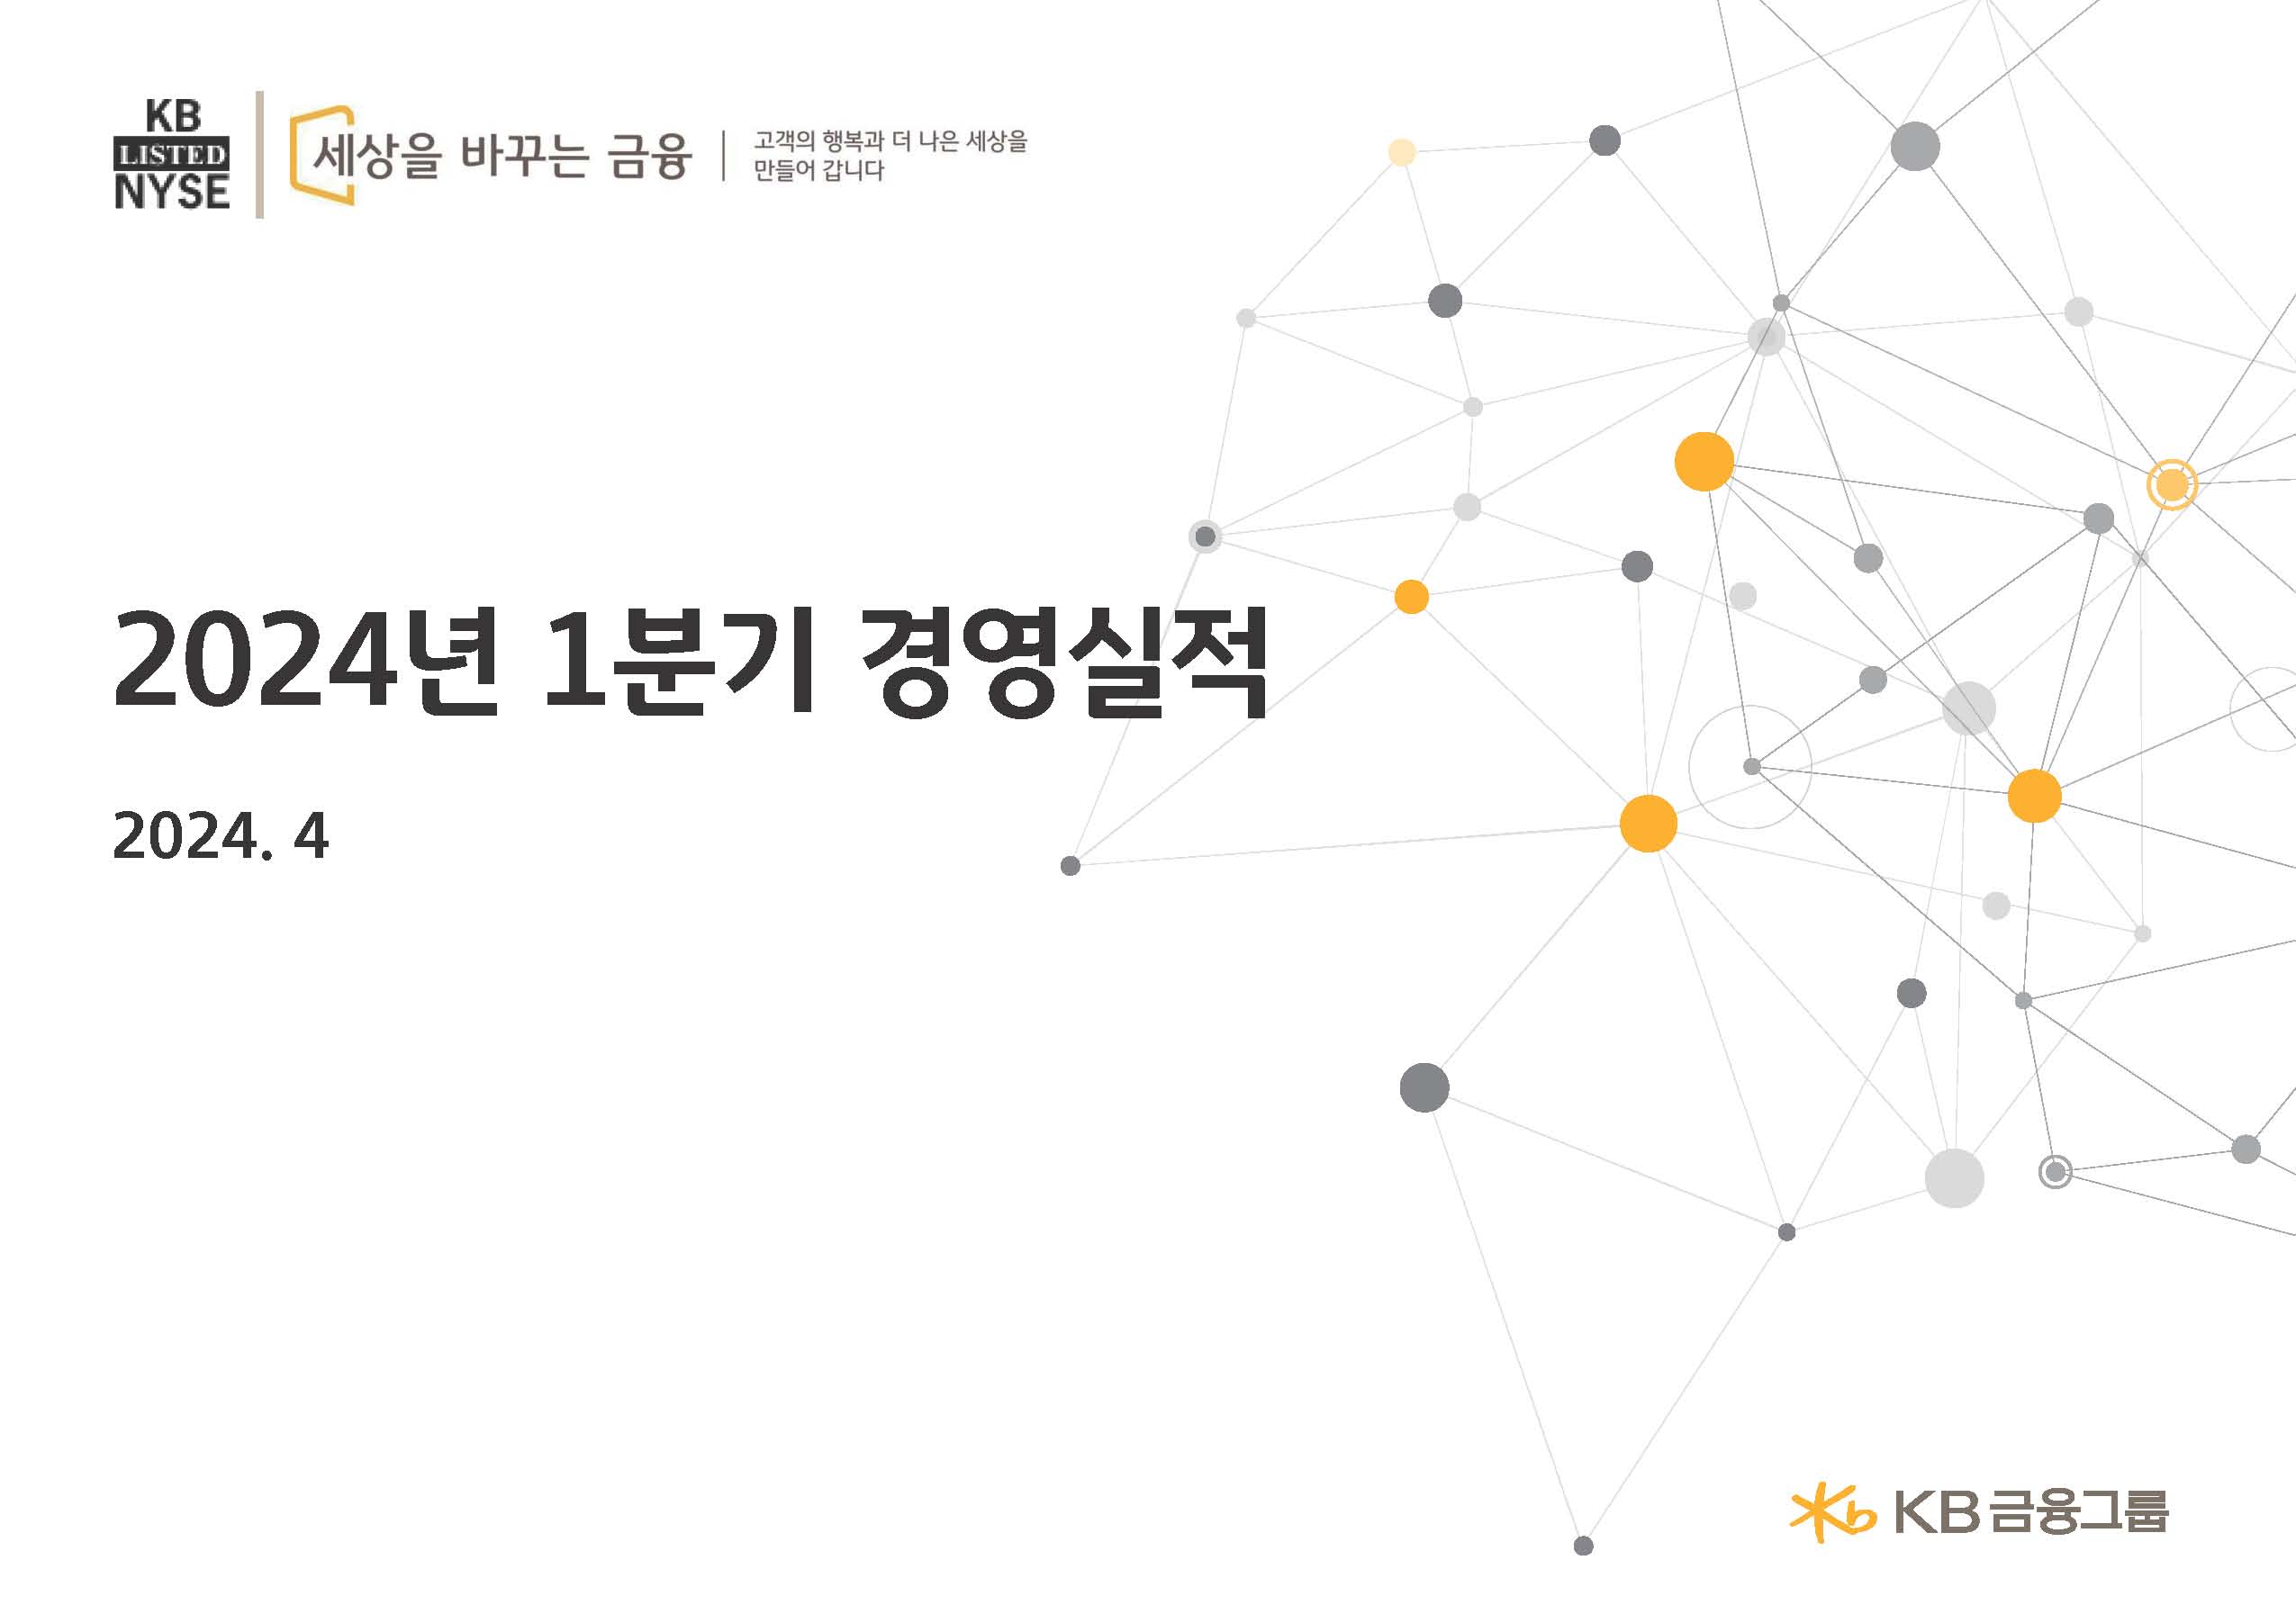 KB
LISTED
NYSE
세상을 바꾸는 금융
고객의 행복과 더 나은 세상을
만들어 갑니다
2024년 1분기 경영실적
2024. 4
KB 금융그룹